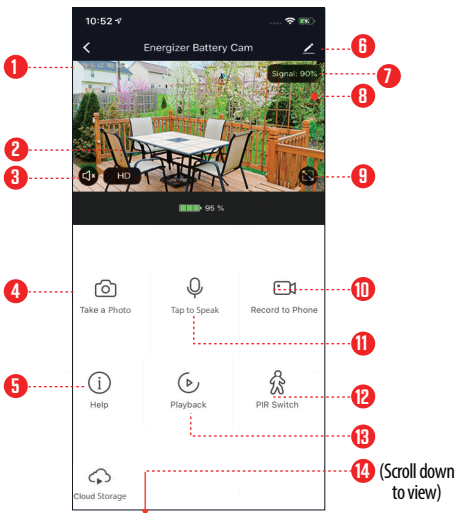 10:52
Energizer Battery Cam
6
1
Signal: 90%
7
8
2
3
HD
9
95 %
4
10
Take a Photo
Tap to Speak
Record to Phone
11
5
Help
Playback
PIR Switch
12
13
14 (Scroll down
to view)
Cloud Storage